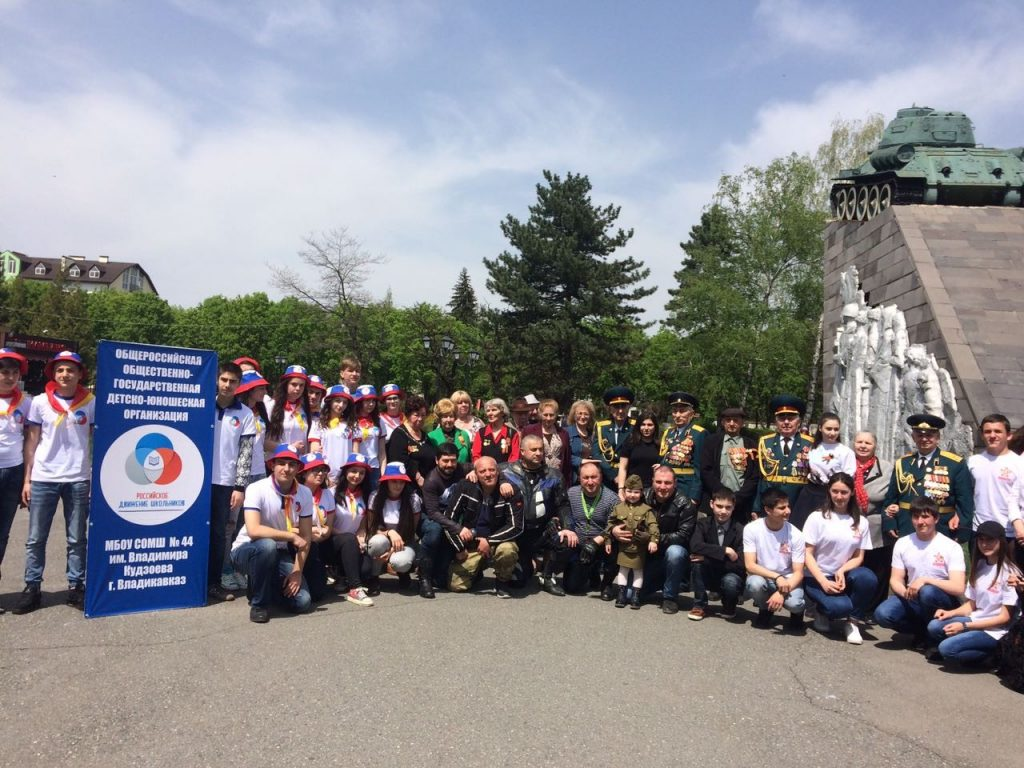 ОБЩЕРОССИЙСКАЯ
ОБЩЕСТВЕННО-
ГОСУДАРСТВЕННАЯ
ДЕТСКО-ЮНОШЕСКАЯ
ОРГАНИЗАЦИЯ
РОССИЙСКОЕ
ДВИЖЕНИЕ ШКОЛЬНИКОВ
МБОУ СОМШ № 44
им. Владимира
Кудзоева
г. Владикавказ